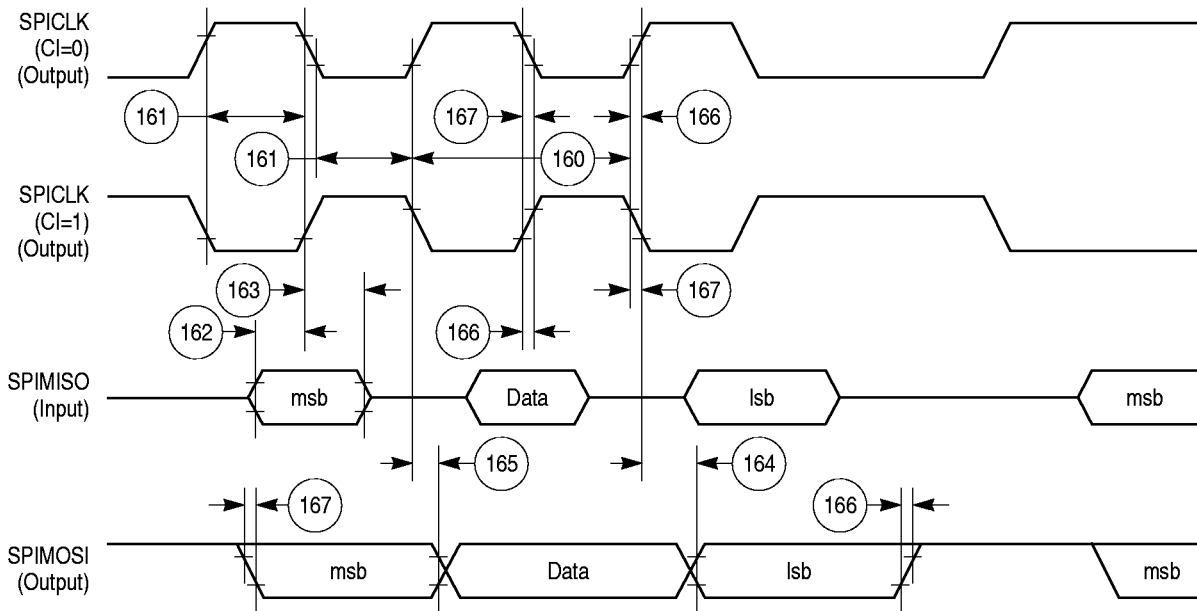 SPICLK
(CI=0)
(Output)
161
167
166
161
160
SPICLK
(CI=1)
(Output)
163
167
162
166
SPIMISO
(Input)
msb
Data
lsb
msb
165
164
167
166
SPIMOSI
(Output)
msb
Data
lsb
msb